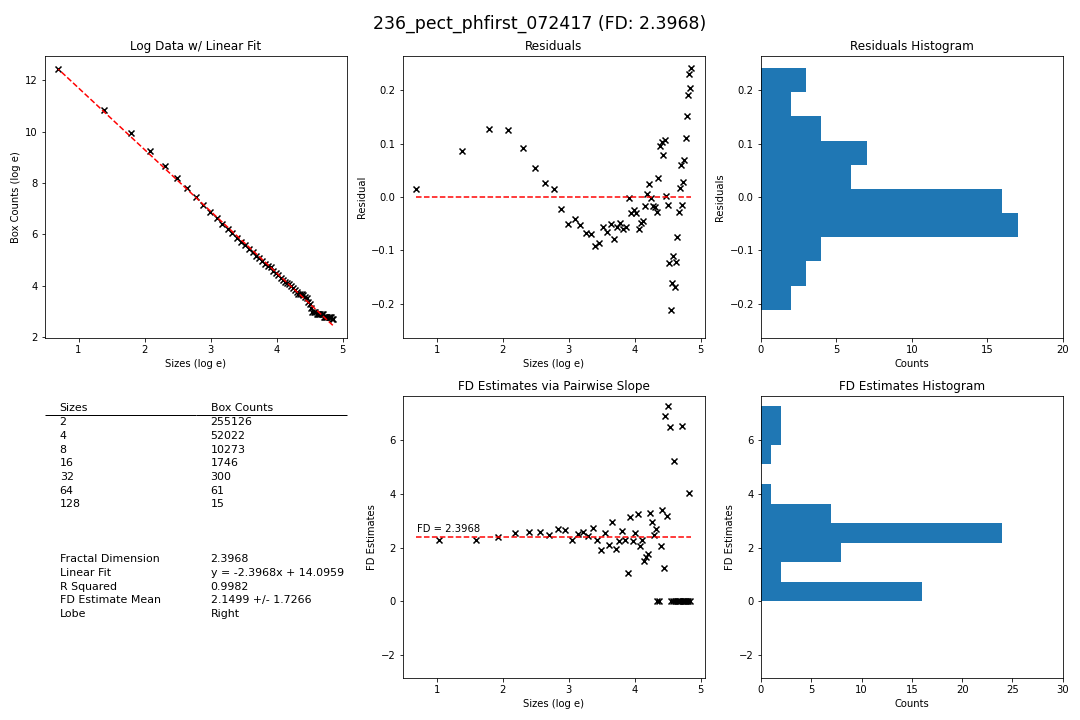 236_pect_phfirst_072417 (FD: 2.3968)
Log Data w/ Linear Fit
Box Counts (log e)
12
10
8
6
4
2
1 2 3 4 5
Sizes (log e)
Residuals
Residual
0.2
0.1
0.0
−0.1
−0.2
1 2 3 4 5
Sizes (log e)
Residuals Histogram
Residuals
0.2
0.1
0.0
−0.1
−0.2
0 5 10 15 20
Counts
Sizes Box Counts
2 255126
4 52022
8 10273
16 1746
32 300
64 61
128 15
Fractal Dimension 2.3968
Linear Fit y = -2.3968x + 14.0959
R Squared 0.9982
FD Estimate Mean 2.1499 +/- 1.7266
Lobe Right
FD Estimates via Pairwise Slope
FD Estimates
6
4
2
0
−2
FD = 2.3968
1 2 3 4 5
Sizes (log e)
FD Estimates Histogram
FD Estimates
6
4
2
0
−2
0 5 10 15 20 25 30
Counts